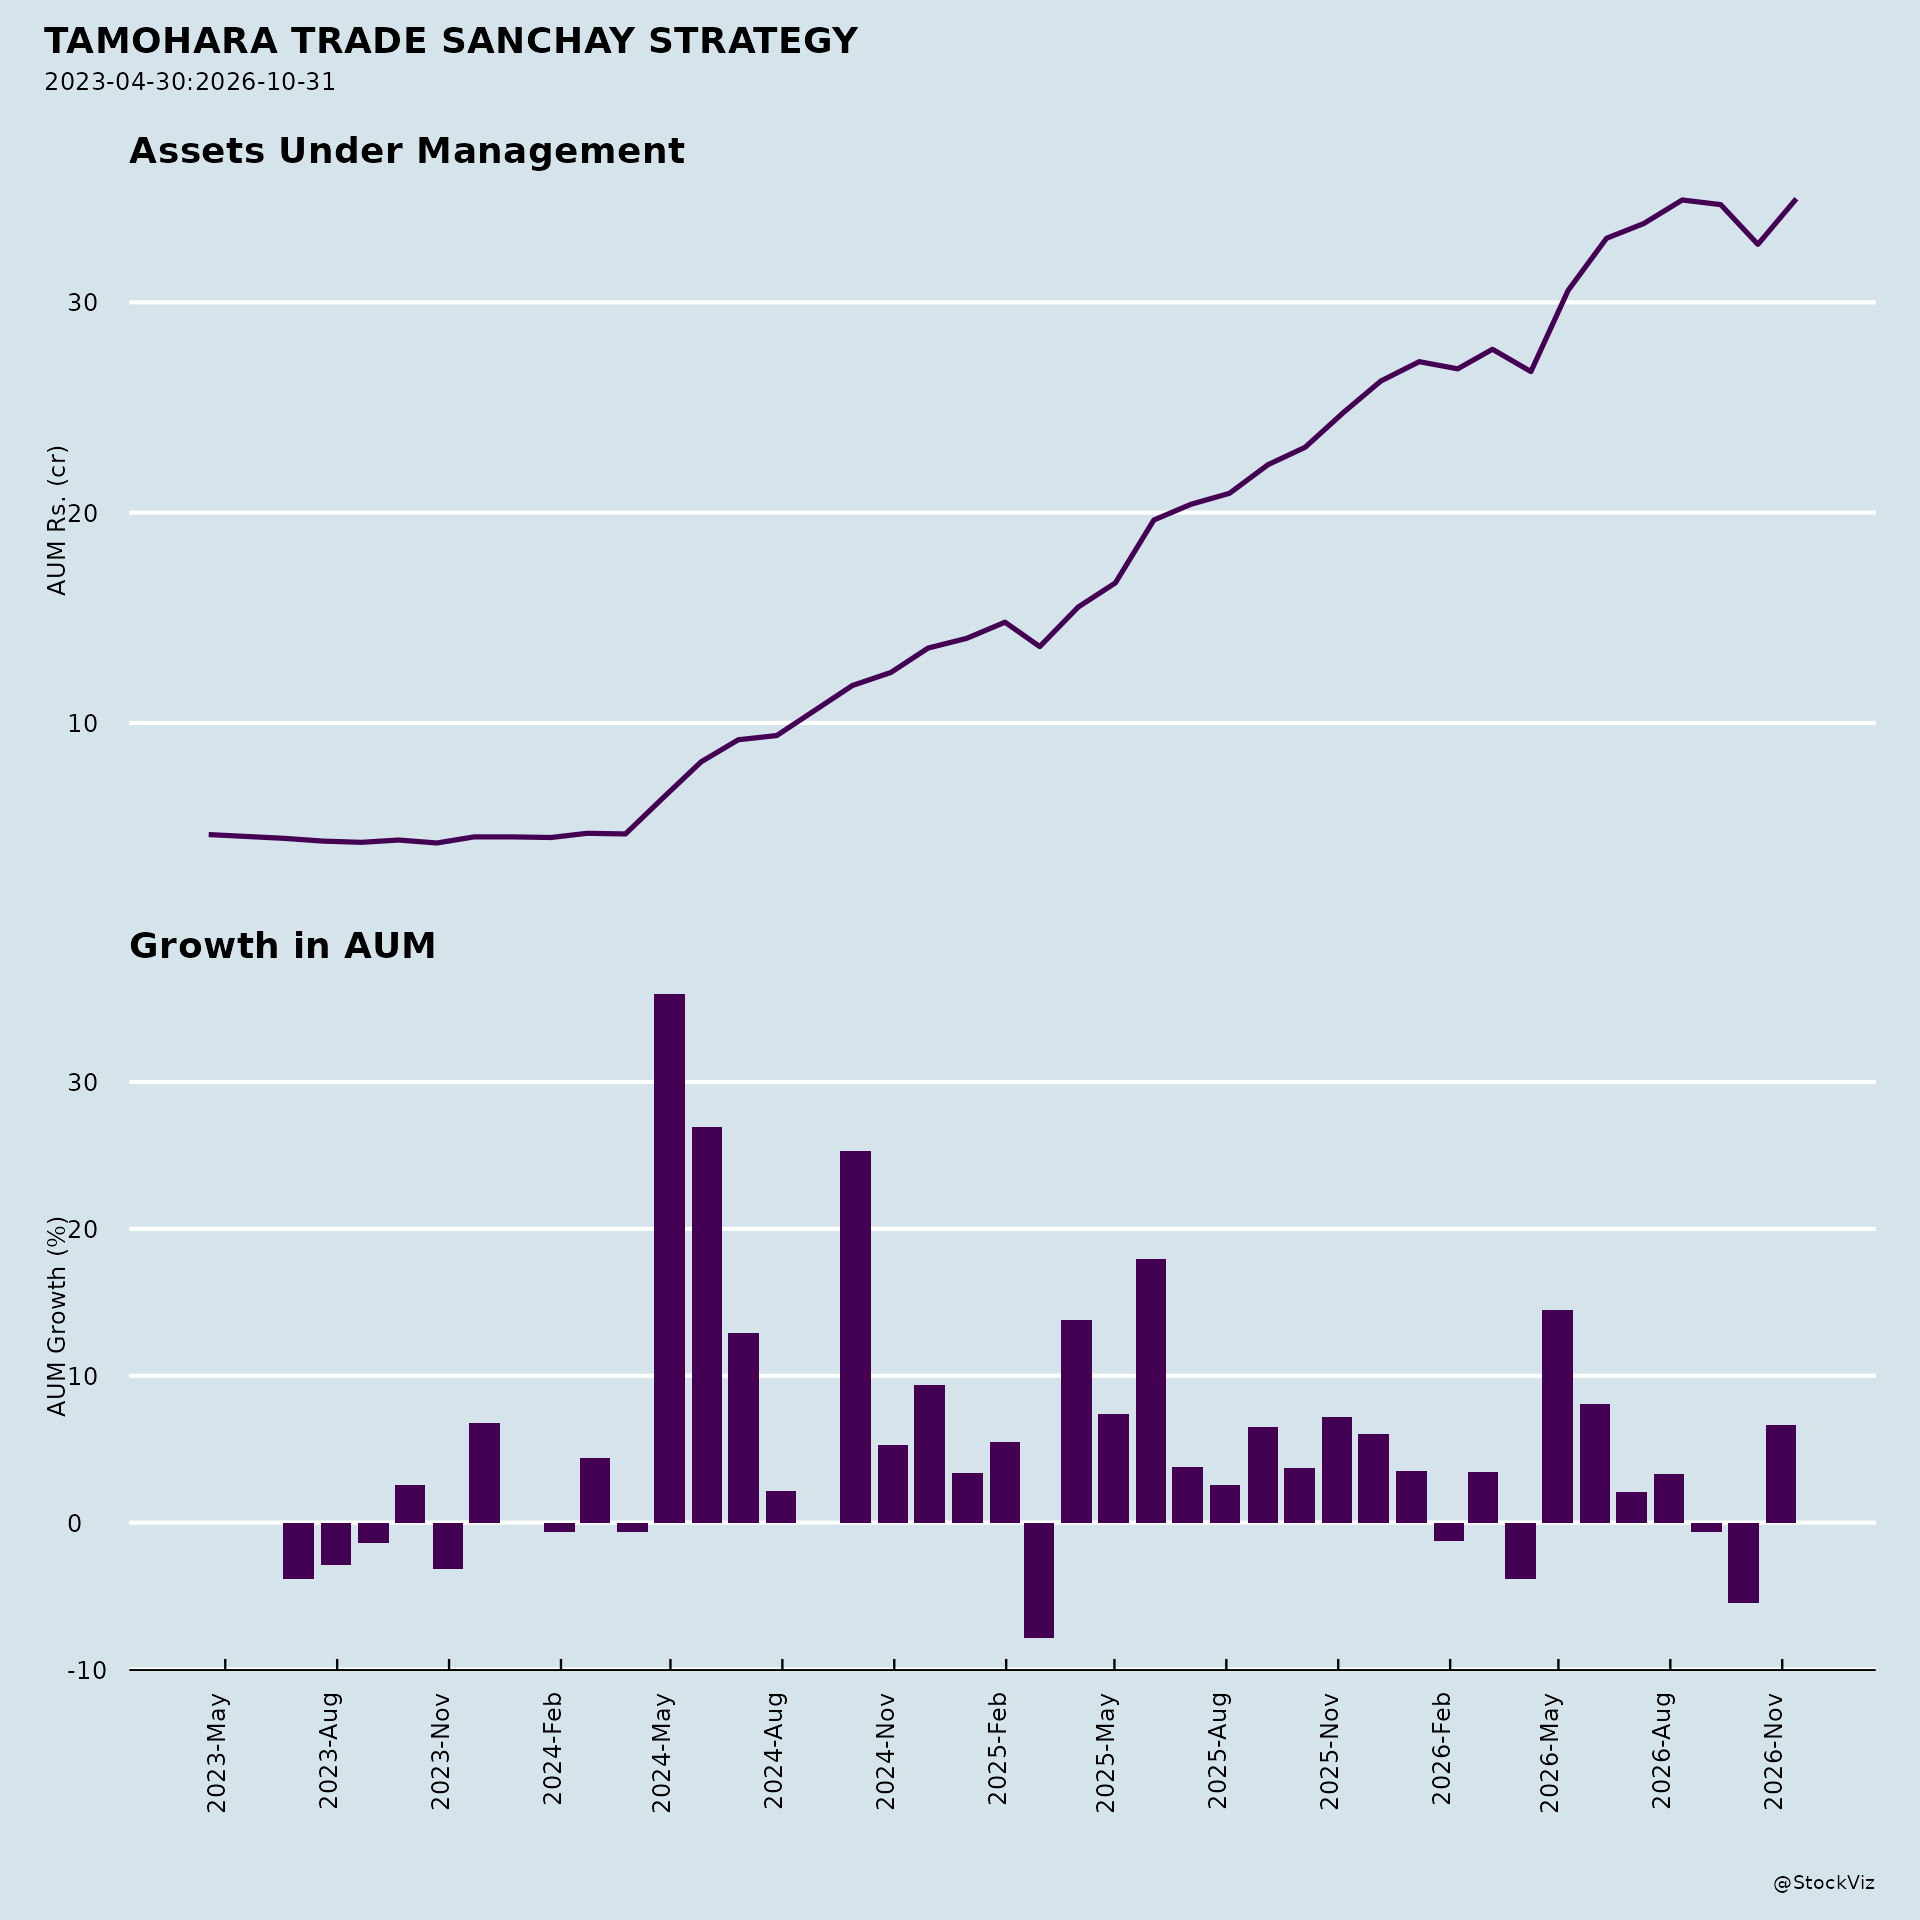 TAMOHARA TRADE SANCHAY STRATEGY
2023-04-30:2026-10-31
Assets Under Management
AUM Rs. (cr)
30
20
10
Growth in AUM
AUM Growth (%)
30
20
10
0
-10
2023-May
2023-Aug
2023-Nov
2024-Feb
2024-May
2024-Aug
2024-Nov
2025-Feb
2025-May
2025-Aug
2025-Nov
2026-Feb
2026-May
2026-Aug
2026-Nov
@StockViz